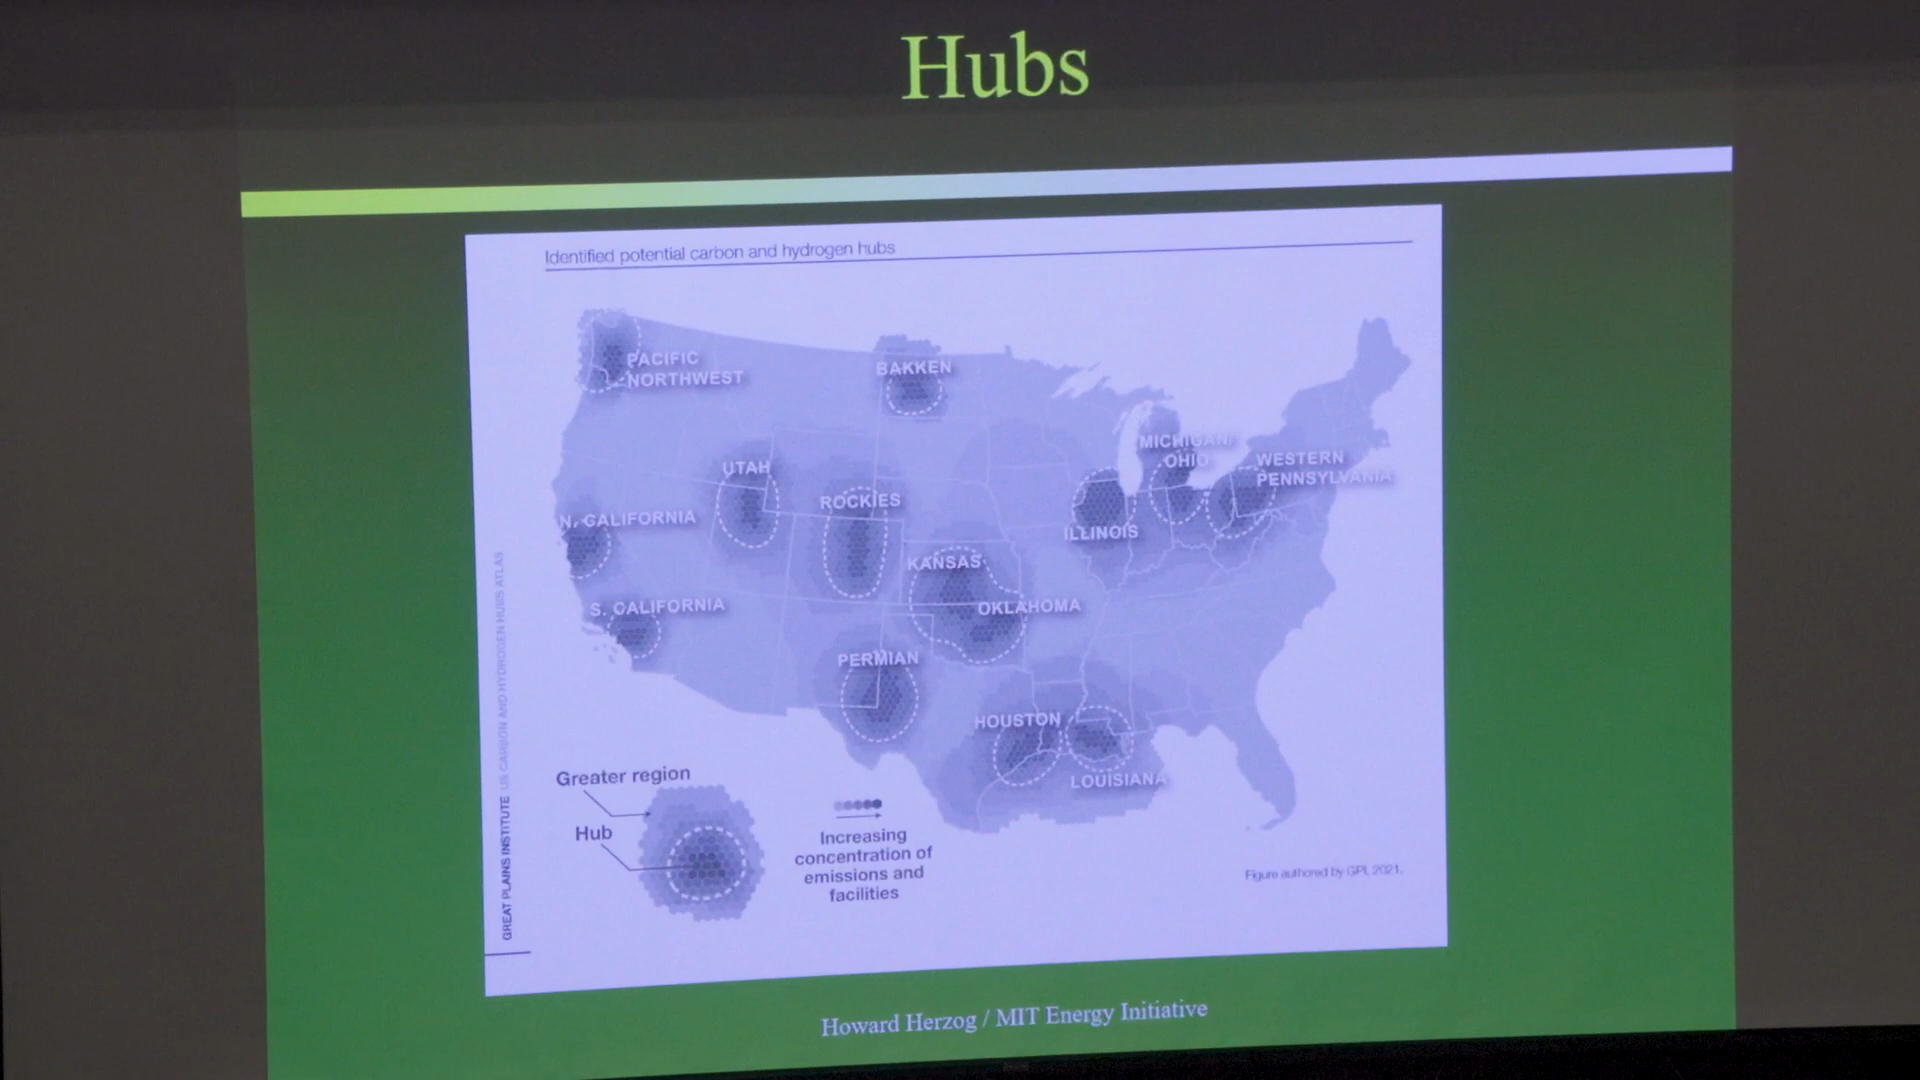 Hubs
Identified potential carbon and hydrogen hubs
PACIFIC
NORTHWEST
BAKKEN
MICHIGAN/
OHIO
WESTERN
PENNSYLVANIA
UTAH
ROCKIES
N. CALIFORNIA
ILLINOIS
KANSAS
OKLAHOMA
S. CALIFORNIA
PERMIAN
HOUSTON
LOUISIANA
Greater region
Hub
Increasing
concentration of
emissions and
facilities
Figure authored by GPI, 2021.
GREAT PLAINS INSTITUTE US CARBON AND HYDROGEN HUBS ATLAS
Howard Herzog / MIT Energy Initiative